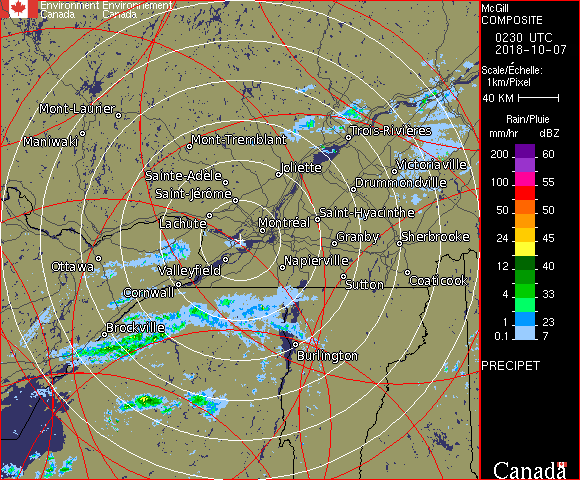 Environment Environnement
Canada Canada
McGill
COMPOSITE
0230 UTC
2018-10-07
Scale/Échelle:
1km/Pixel
40 KM
Rain/Pluie
mm/hr dBZ
200 60
100 55
50 50
24 45
12 40
4 33
1 23
0.1 7
PRECIPET
Canada
Mont-Laurier
Maniwaki
Mont-Tremblant
Trois-Rivières
Sainte-Adèle
Joliette
Victoriaville
Saint-Jérôme
Drummondville
Lachute
Montréal
Saint-Hyacinthe
Granby
Sherbrooke
Ottawa
Valleyfield
Napierville
Cornwall
Sutton
Coaticook
Brockville
Burlington